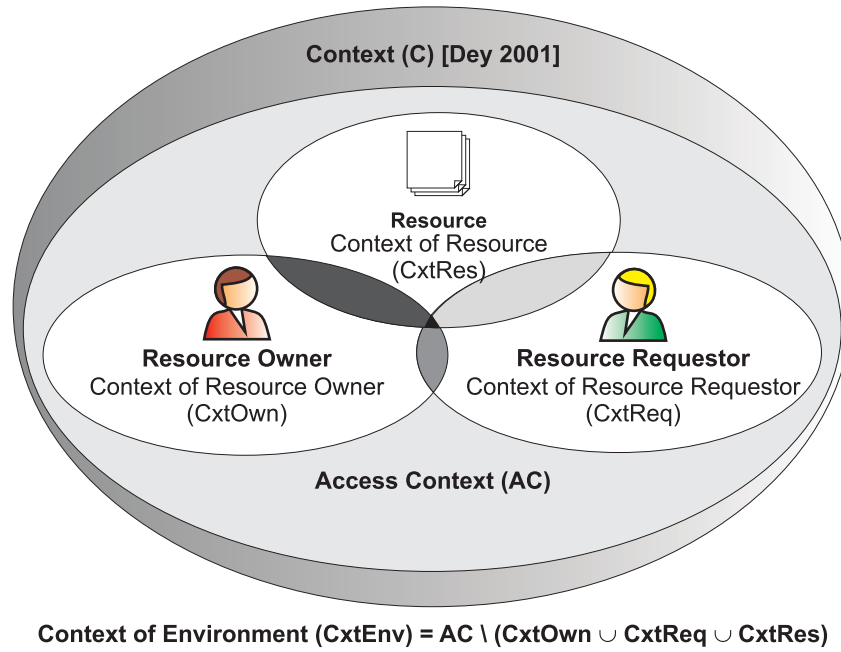 Context (C) [Dey 2001]
Resource
Context of Resource
(CxtRes)
Resource Owner
Context of Resource Owner
(CxtOwn)
Resource Requestor
Context of Resource Requestor
(CxtReq)
Access Context (AC)
Context of Environment (CxtEnv) = AC \ (CxtOwn ∪ CxtReq ∪ CxtRes)